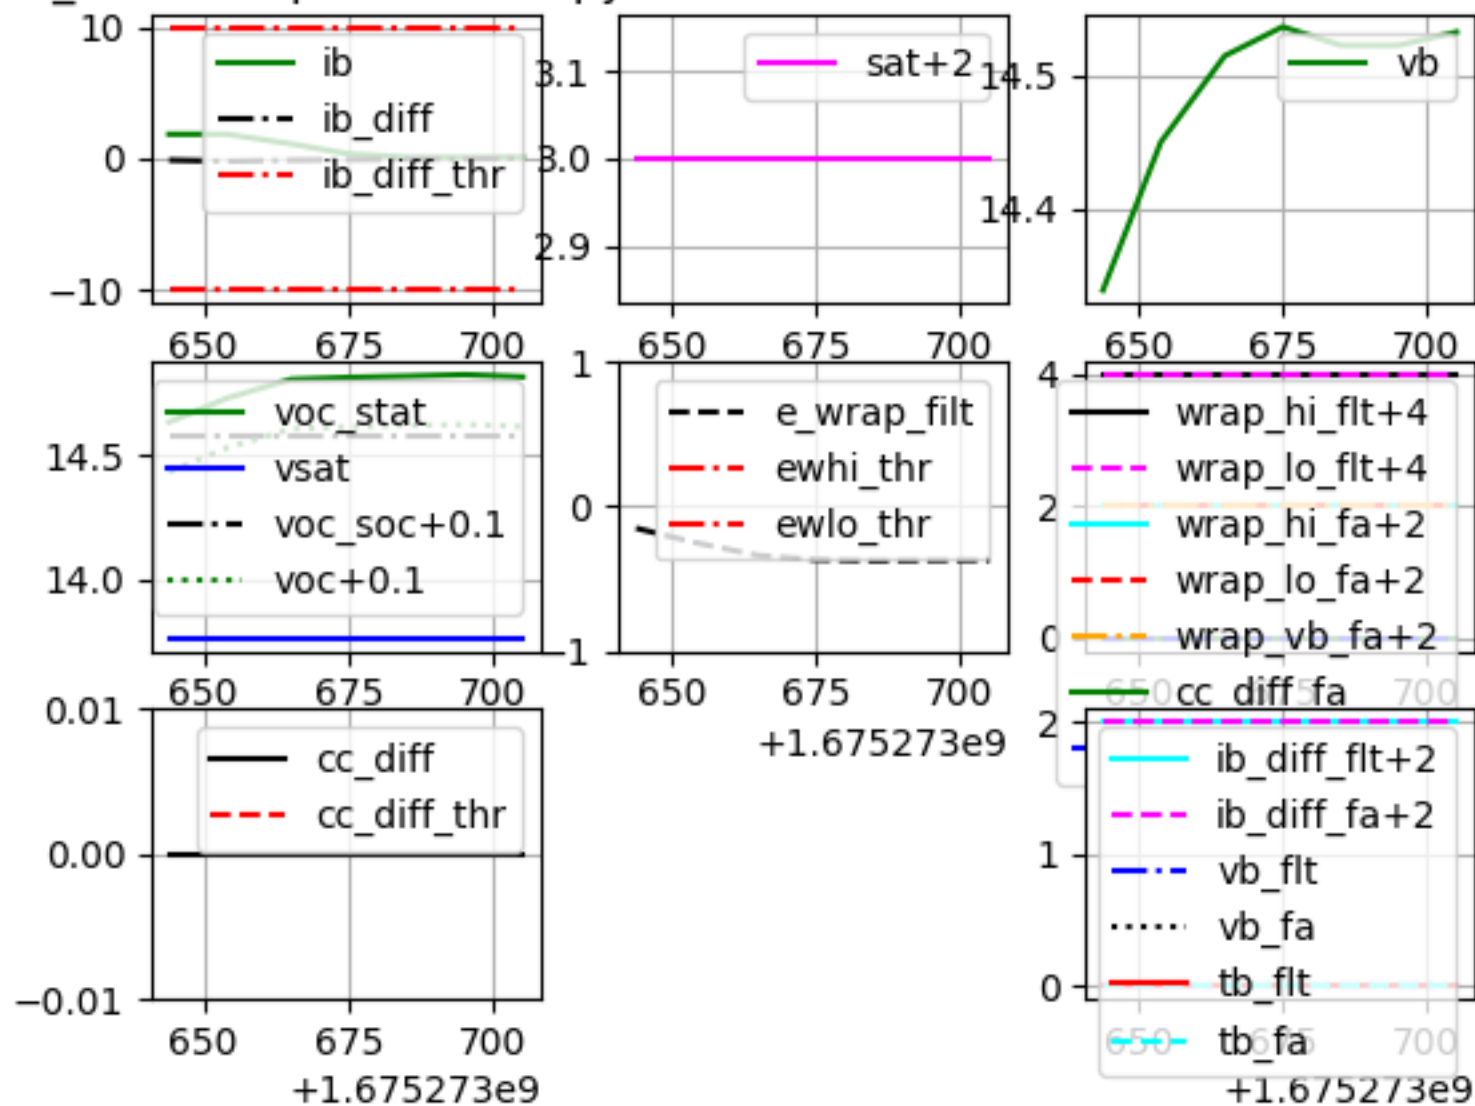 10
0
−10
ib
ib_diff
ib_diff_thr
650 675 700
3.1
3.0
2.9
sat+2
650 675 700
14.5
14.4
vb
650 675 700
14.5
14.0
voc_stat
vsat
voc_soc+0.1
voc+0.1
650 675 700
1
0
−1
e_wrap_filt
ewhi_thr
ewlo_thr
650 675 700
+1.675273e9
4
2
0
wrap_hi_flt+4
wrap_lo_flt+4
wrap_hi_fa+2
wrap_lo_fa+2
wrap_vb_fa+2
cc_diff_fa
650 675 700
0.01
0.00
−0.01
cc_diff
cc_diff_thr
650 675 700
+1.675273e9
2
1
0
ib_diff_flt+2
ib_diff_fa+2
vb_flt
vb_fa
tb_flt
tb_fa
650 675 700
+1.675273e9